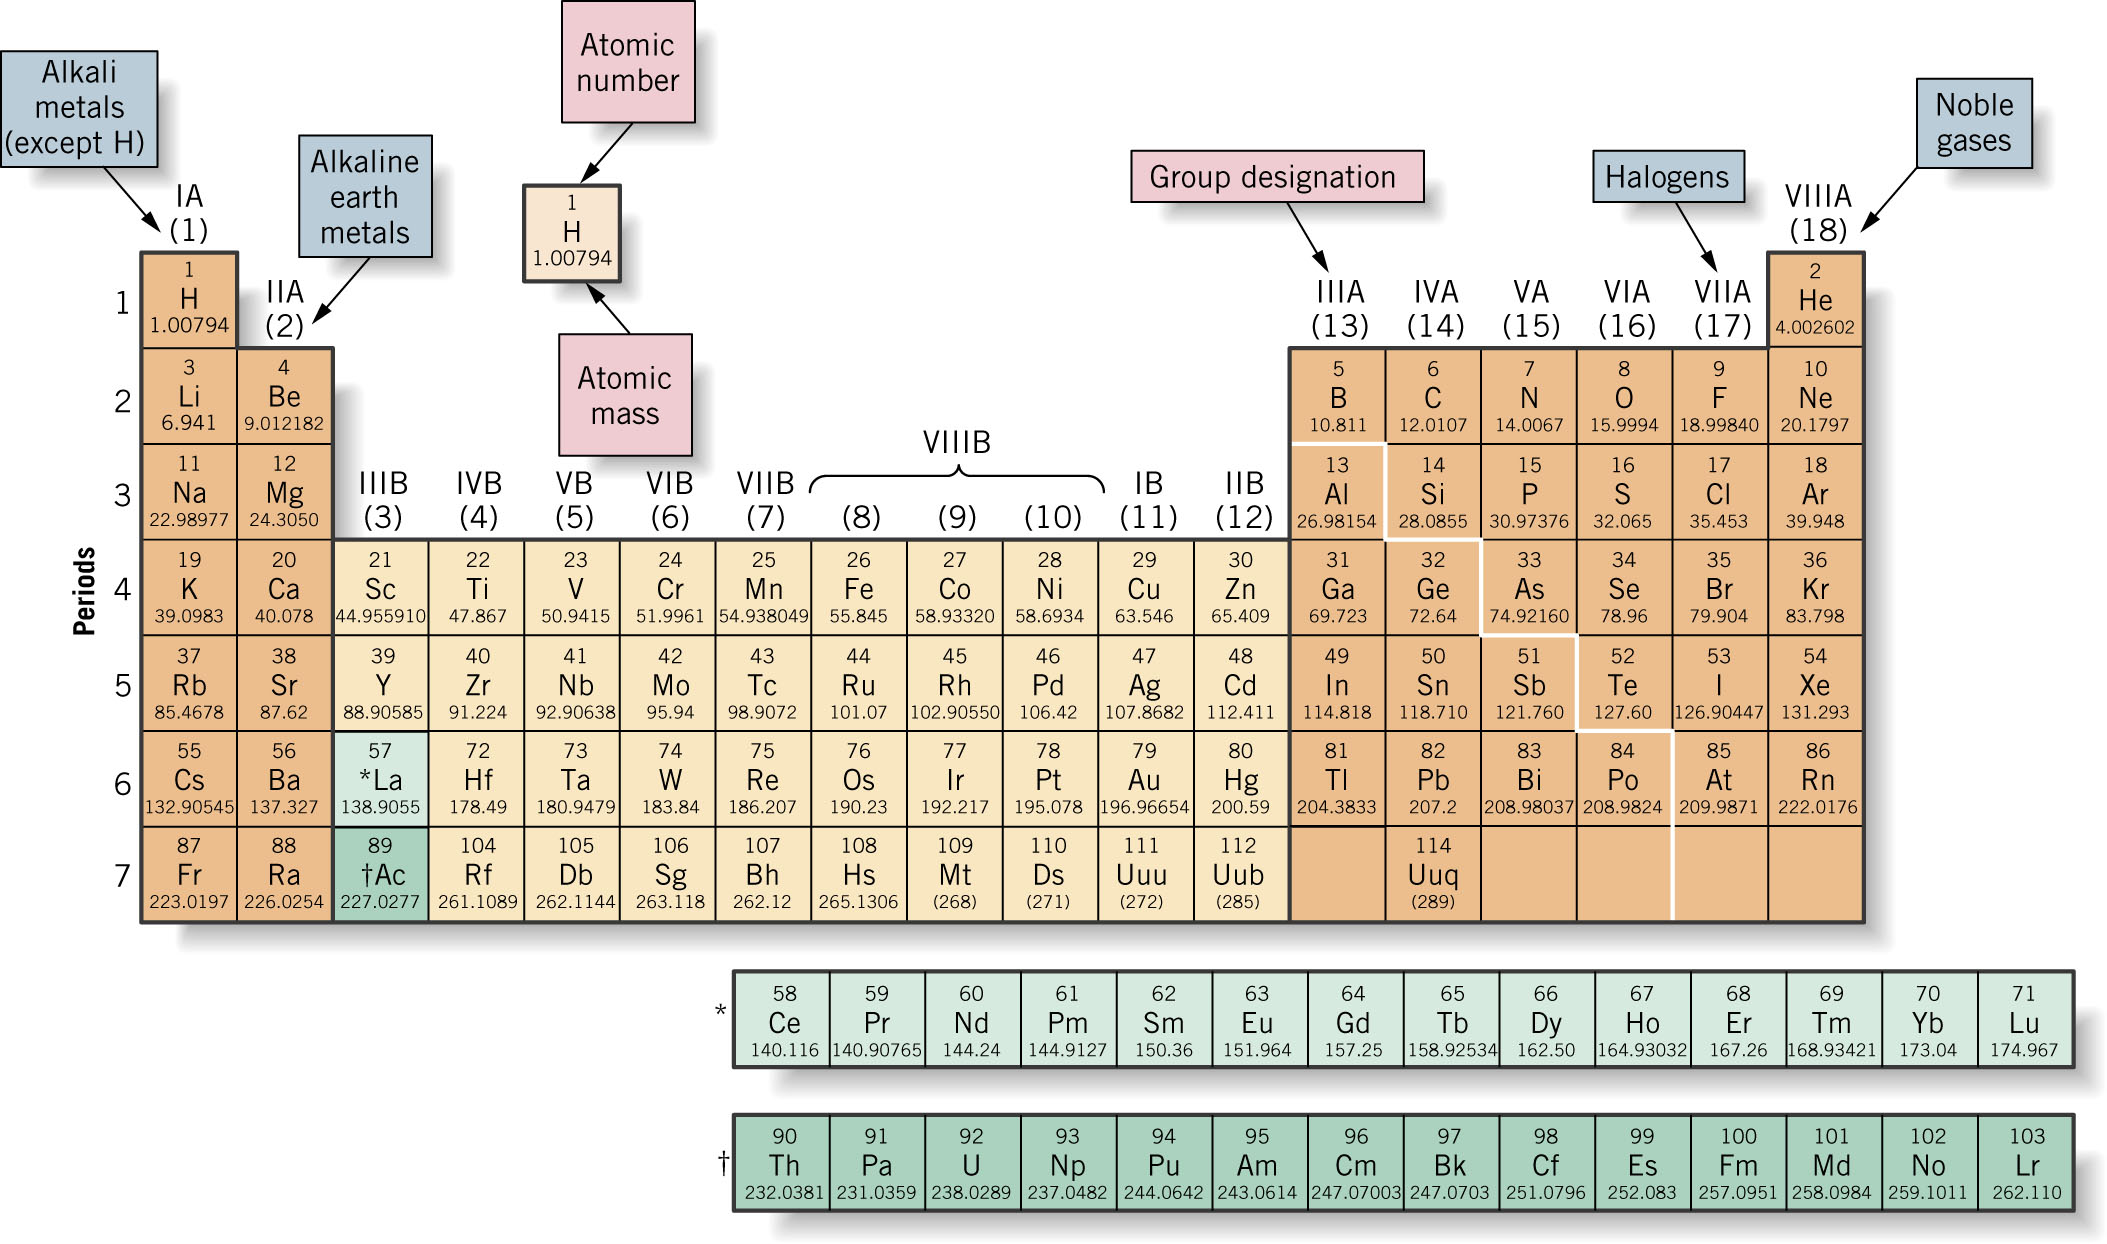 Atomic
number
Alkali
metals
(except H)
Noble
gases
Alkaline
earth
metals
Group designation
Halogens
1
H
1.00794
Atomic
mass
IA
(1)
IIA
(2)
IIIB
(3)
IVB
(4)
VB
(5)
VIB
(6)
VIIB
(7)
VIIIB
(8)
(9)
(10)
IB
(11)
IIB
(12)
IIIA
(13)
IVA
(14)
VA
(15)
VIA
(16)
VIIA
(17)
VIIIA
(18)
Periods
1
1 2
H He
1.00794 4.002602
2
3 4 5 6 7 8 9 10
Li Be B C N O F Ne
6.941 9.012182 10.811 12.0107 14.0067 15.9994 18.99840 20.1797
3
11 12 13 14 15 16 17 18
Na Mg Al Si P S Cl Ar
22.98977 24.3050 26.98154 28.0855 30.97376 32.065 35.453 39.948
4
19 20 21 22 23 24 25 26 27 28 29 30 31 32 33 34 35 36
K Ca Sc Ti V Cr Mn Fe Co Ni Cu Zn Ga Ge As Se Br Kr
39.0983 40.078 44.955910 47.867 50.9415 51.9961 54.938049 55.845 58.93320 58.6934 63.546 65.409 69.723 72.64 74.92160 78.96 79.904 83.798
5
37 38 39 40 41 42 43 44 45 46 47 48 49 50 51 52 53 54
Rb Sr Y Zr Nb Mo Tc Ru Rh Pd Ag Cd In Sn Sb Te I Xe
85.4678 87.62 88.90585 91.224 92.90638 95.94 98.9072 101.07 102.90550 106.42 107.8682 112.411 114.818 118.710 121.760 127.60 126.90447 131.293
6
55 56 57 72 73 74 75 76 77 78 79 80 81 82 83 84 85 86
Cs Ba *La Hf Ta W Re Os Ir Pt Au Hg Tl Pb Bi Po At Rn
132.90545 137.327 138.9055 178.49 180.9479 183.84 186.207 190.23 192.217 195.078 196.96654 200.59 204.3833 207.2 208.98037 208.9824 209.9871 222.0176
7
87 88 89 104 105 106 107 108 109 110 111 112 114
Fr Ra †Ac Rf Db Sg Bh Hs Mt Ds Uuu Uub Uuq
223.0197 226.0254 227.0277 261.1089 262.1144 263.118 262.12 265.1306 (268) (271) (272) (285) (289)
*
58 59 60 61 62 63 64 65 66 67 68 69 70 71
Ce Pr Nd Pm Sm Eu Gd Tb Dy Ho Er Tm Yb Lu
140.116 140.90765 144.24 144.9127 150.36 151.964 157.25 158.92534 162.50 164.93032 167.26 168.93421 173.04 174.967
†
90 91 92 93 94 95 96 97 98 99 100 101 102 103
Th Pa U Np Pu Am Cm Bk Cf Es Fm Md No Lr
232.0381 231.0359 238.0289 237.0482 244.0642 243.0614 247.07003 247.0703 251.0796 252.083 257.0951 258.0984 259.1011 262.110